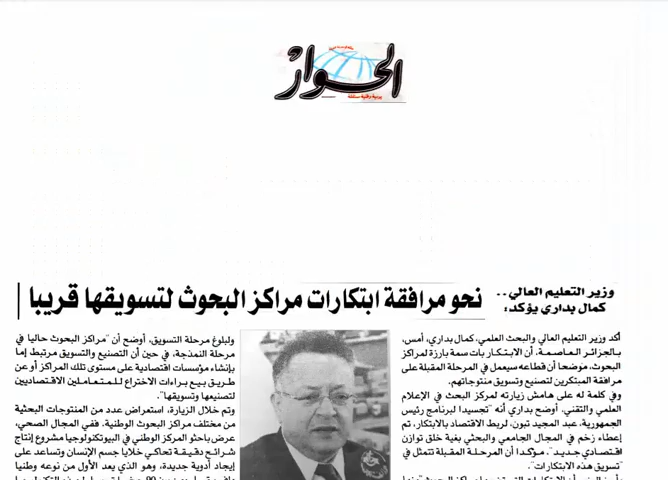 الحوار
يومية وطنية مستقلة
وزير التعليم العالي..
كمال بداري يؤكد:
نحو مرافقة ابتكارات مراكز البحوث لتسويقها قريبا
أكد وزير التعليم العالي والبحث العلمي، كمال بداري، أمس،
بالجزائر العاصمة، أن الابتكار بات سمة بارزة لمراكز
البحوث، موضحا أن قطاعه سيعمل في المرحلة المقبلة على
مرافقة المبتكرين لتصنيع وتسويق منتوجاتهم.
وفي كلمة له على هامش زيارته لمركز البحث في الإعلام
العلمي والتقني، أوضح بداري أنه "تجسيدا لبرنامج رئيس
الجمهورية، عبد المجيد تبون، لربط الاقتصاد بالابتكار، تم
إعطاء زخم في المجال الجامعي والبحثي بغية خلق توازن
اقتصادي جديد"، مؤكدا أن المرحلة المقبلة تتمثل في
"تسويق هذه الابتكارات".
ولبلوغ مرحلة التسويق، أوضح أن "مراكز البحوث حاليا في
مرحلة النمذجة، في حين أن التصنيع والتسويق مرتبط إما
بإنشاء مؤسسات اقتصادية على مستوى تلك المراكز أو عن
طريق بيع براءات الاختراع للمتعاملين الاقتصاديين
لتصنيعها وتسويقها".
وتم خلال الزيارة، استعراض عدد من المنتوجات البحثية
من مختلف مراكز البحوث الوطنية. ففي المجال الصحي،
عرض باحثو المركز الوطني في البيوتكنولوجيا مشروع إنتاج
شرائح دقيقة تحاكي خلايا جسم الإنسان وتساعد على
إيجاد أدوية جديدة، وهو الذي يعد الأول من نوعه وطنيا